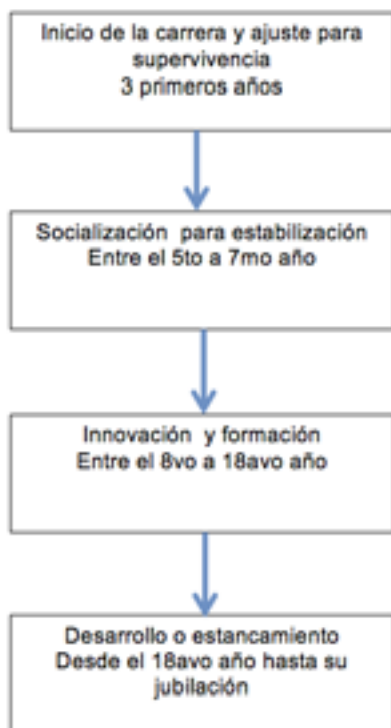 Inicio de la carrera y ajuste para
supervivencia
3 primeros años
Socialización para estabilización
Entre el 5to a 7mo año
Innovación y formación
Entre el 8vo a 18avo año
Desarrollo o estancamiento
Desde el 18avo año hasta su
jubilación